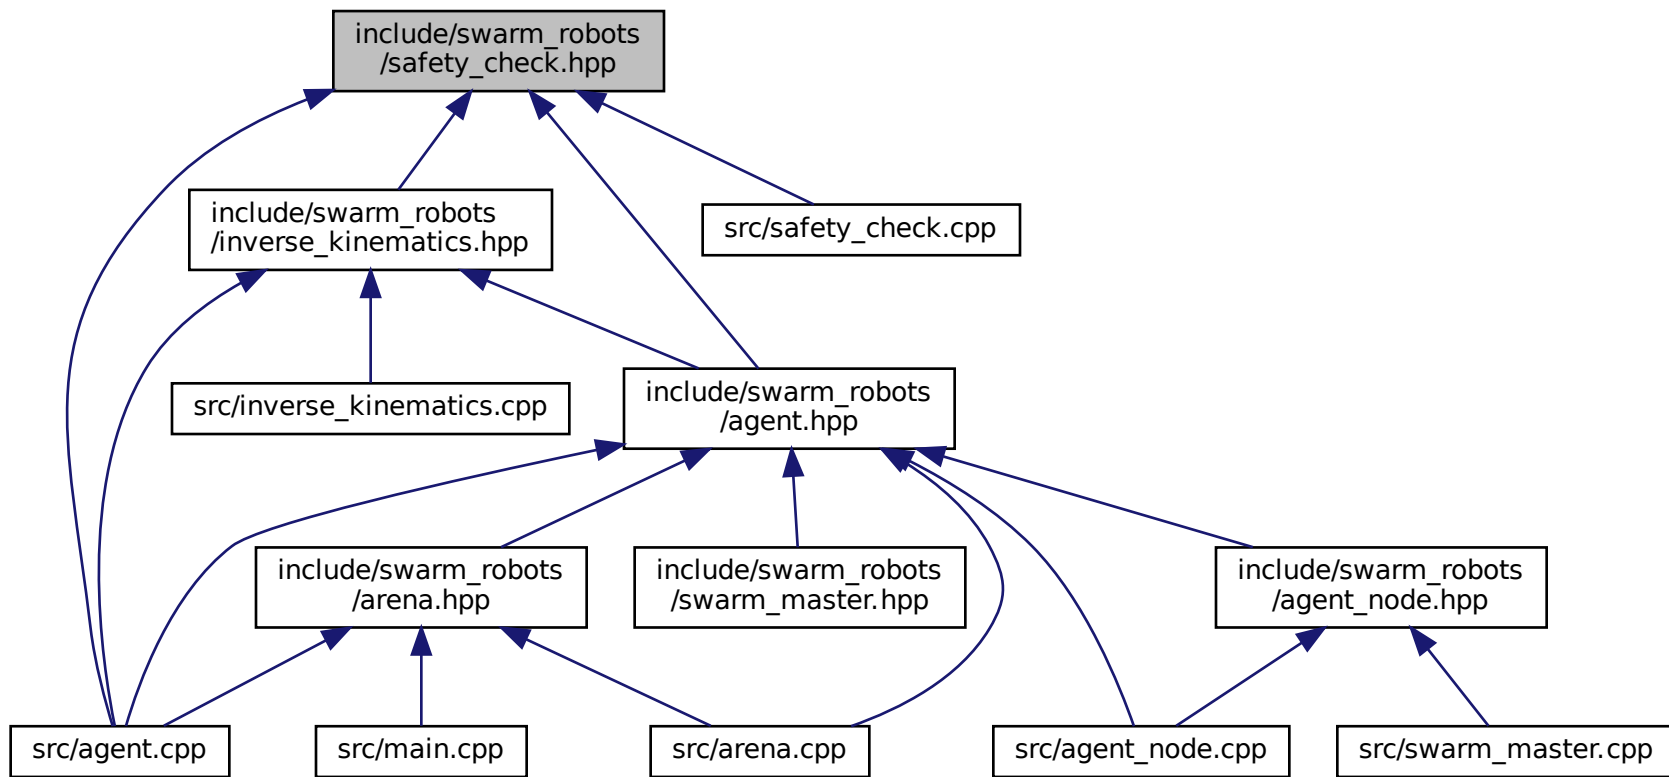 include/swarm_robots
/safety_check.hpp
include/swarm_robots
/inverse_kinematics.hpp
src/safety_check.cpp
src/inverse_kinematics.cpp
include/swarm_robots
/agent.hpp
include/swarm_robots
/arena.hpp
include/swarm_robots
/swarm_master.hpp
include/swarm_robots
/agent_node.hpp
src/agent.cpp
src/main.cpp
src/arena.cpp
src/agent_node.cpp
src/swarm_master.cpp